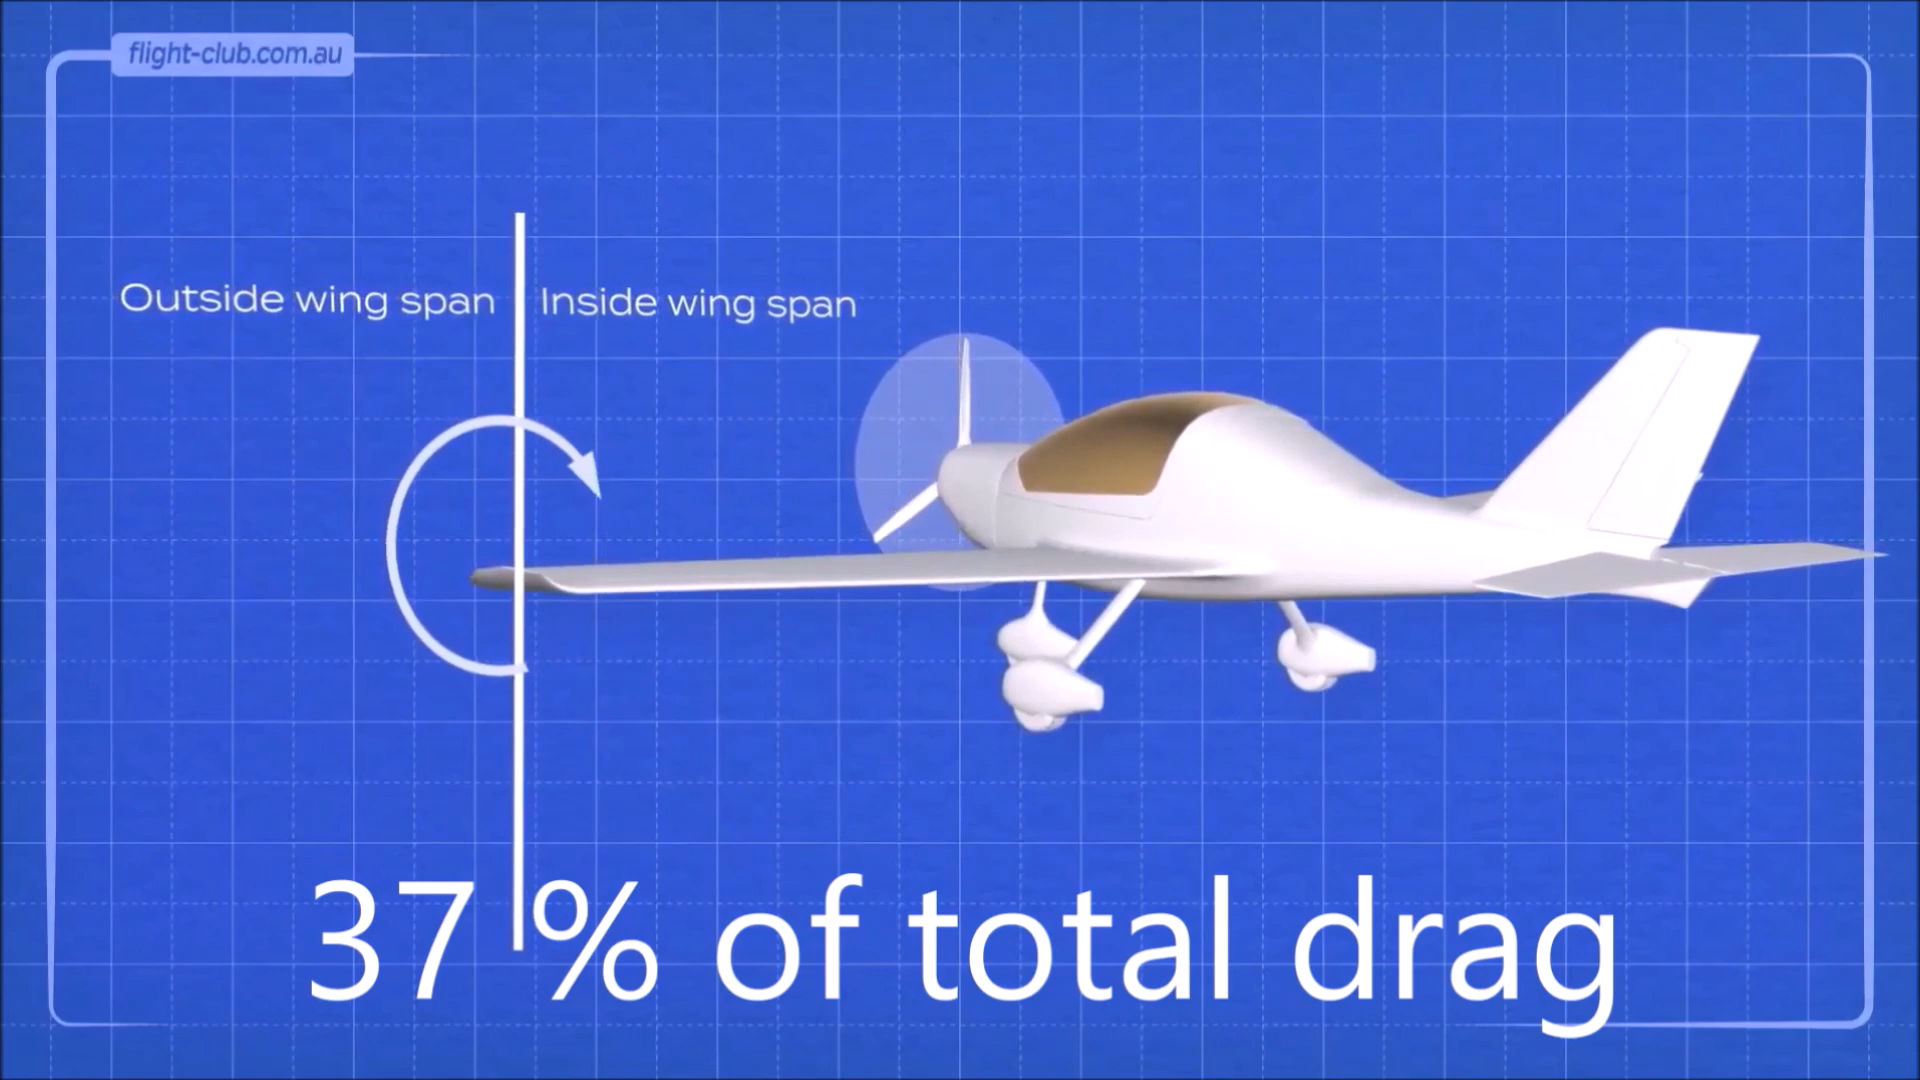 flight-club.com.au
Outside wing span
Inside wing span
37 % of total drag